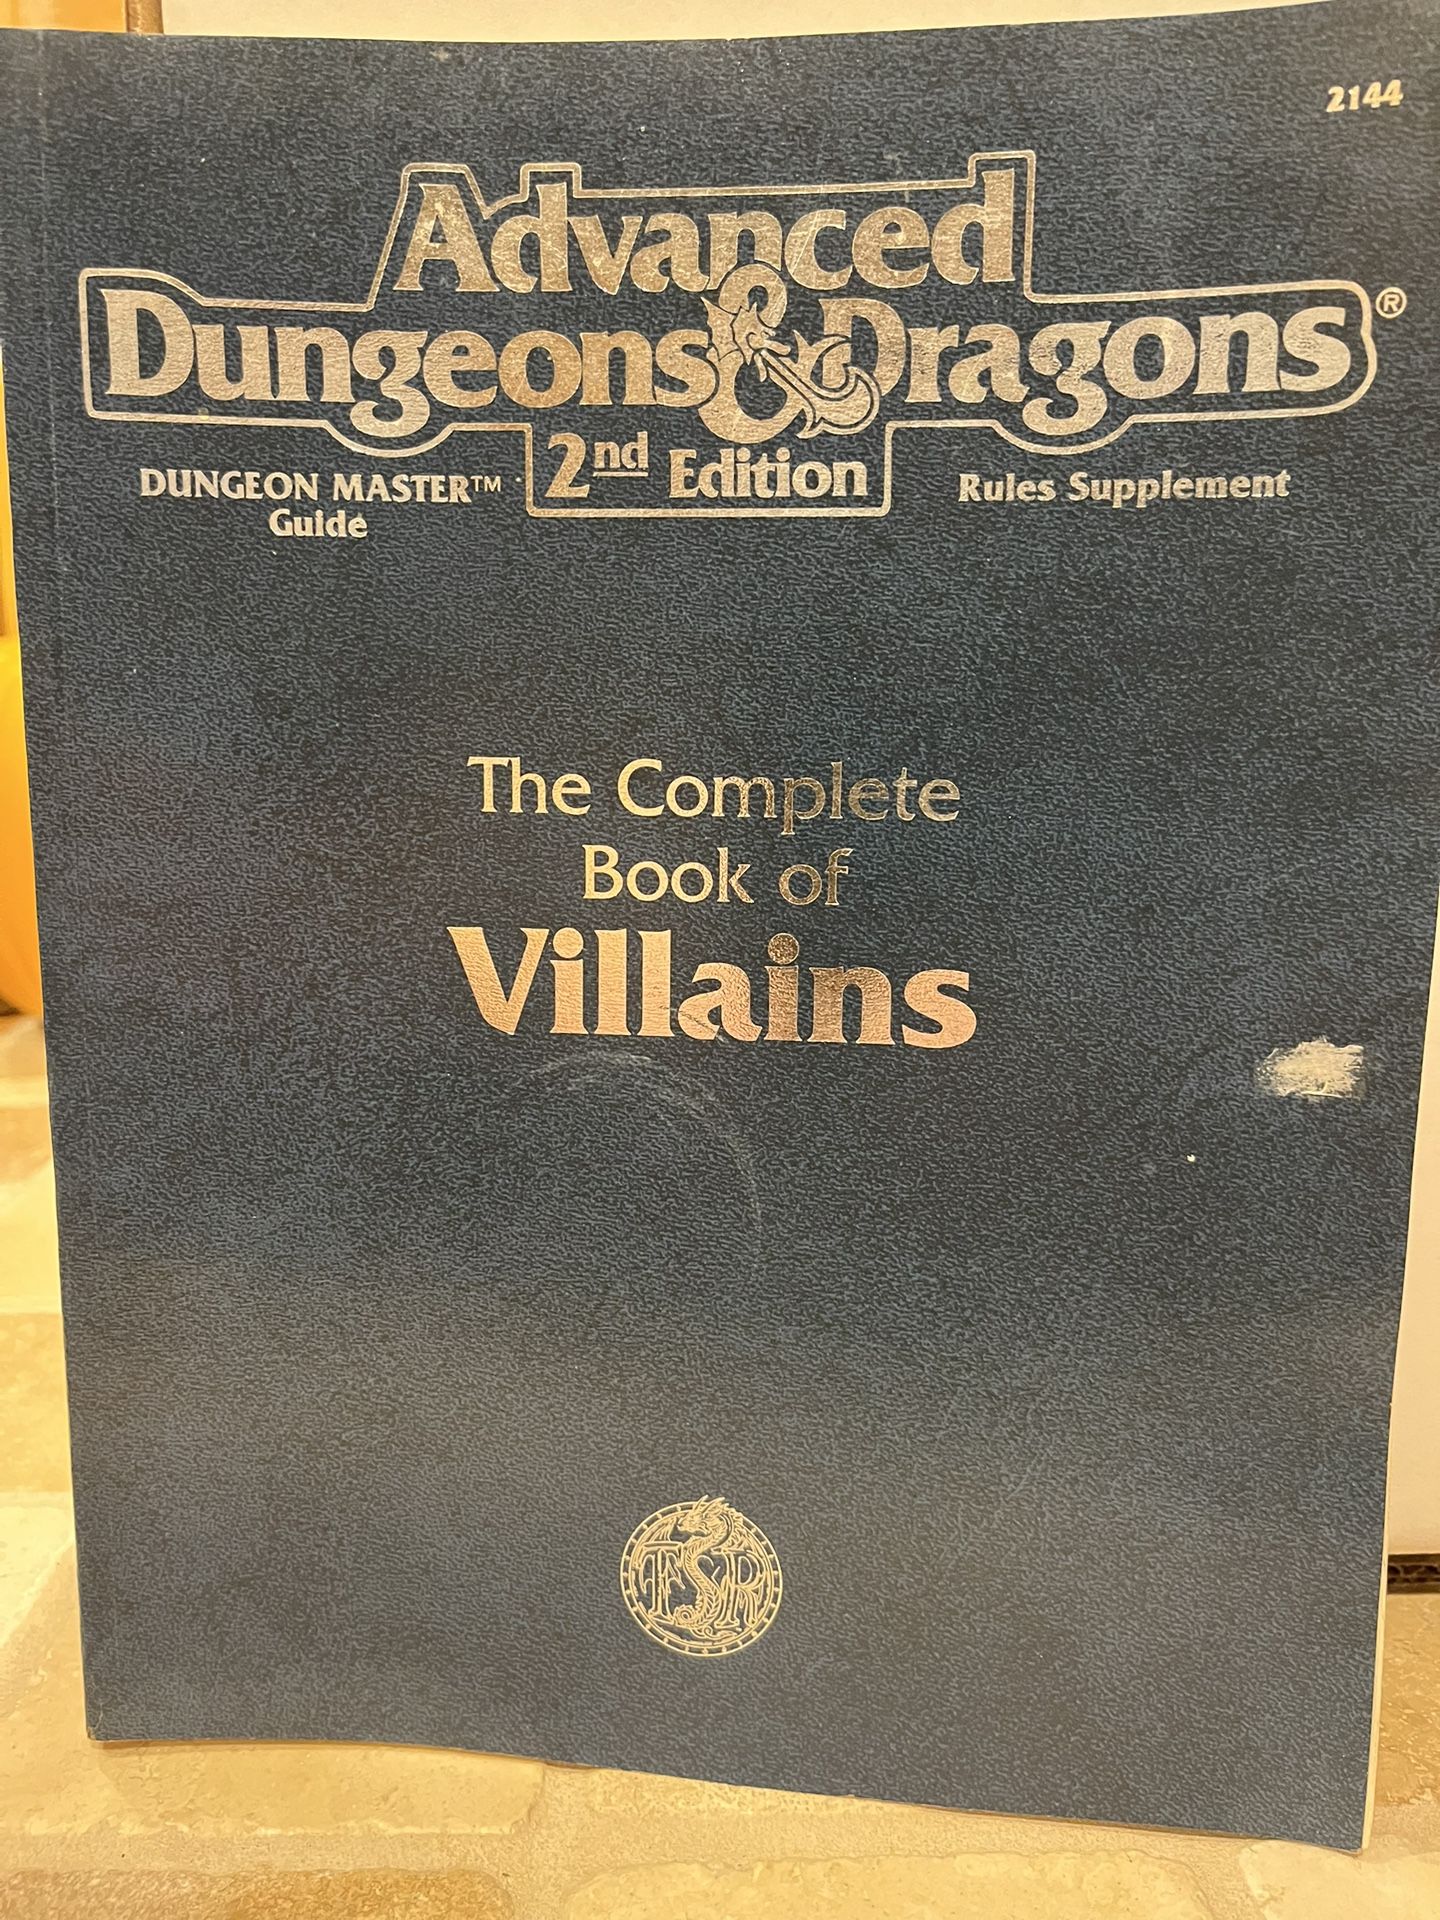 2144
Advanced
Dungeons & Dragons®
2nd Edition
DUNGEON MASTER™
Guide
Rules Supplement
The Complete
Book of
Villains
TSR